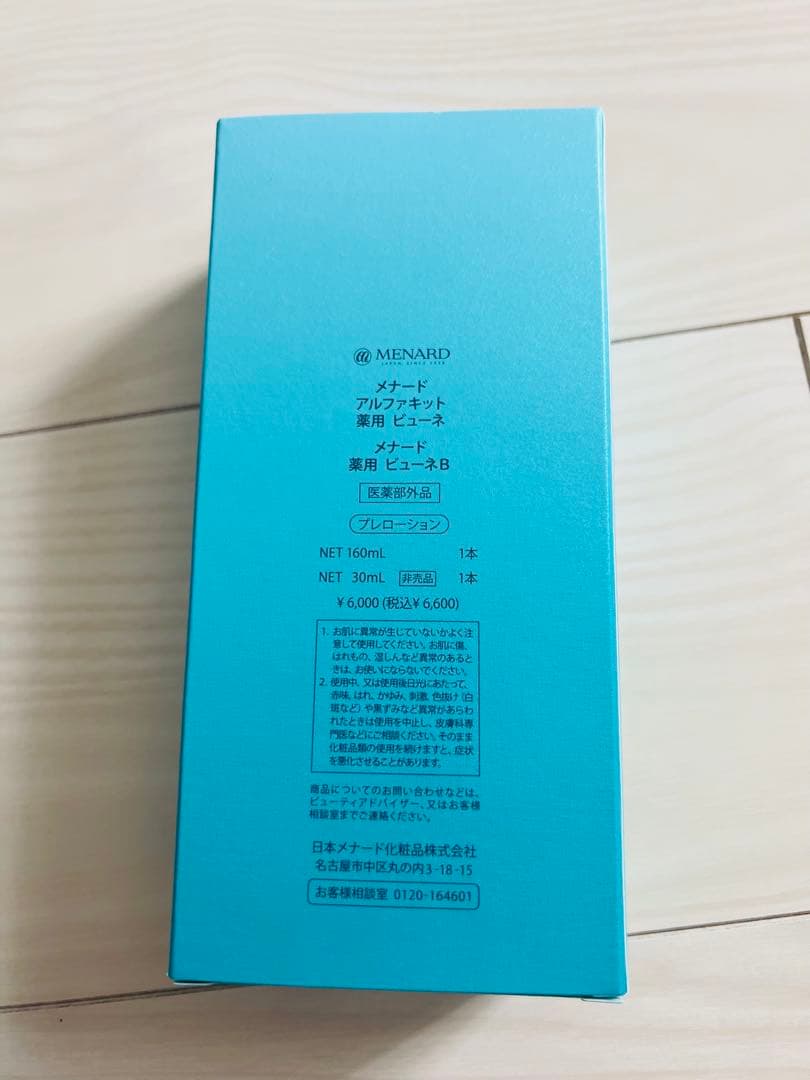 MENARD
JAPAN, SINCE 1959
メナード
アルファキット
薬用 ビューネ
メナード
薬用 ビューネB
医薬部外品
プレローション
NET 160mL 1本
NET 30mL 非売品 1本
¥6,000(税込¥6,600)
1. お肌に異常が生じていないかよく注
意して使用してください。お肌に傷、
はれもの、湿しんなど異常のあると
きは、お使いにならないでください。
2. 使用中、又は使用後日光にあたって、
赤味、はれ、かゆみ、刺激、色抜け(白
斑など)や黒ずみなど異常があらわ
れたときは使用を中止し、皮膚科専
門医などにご相談ください。そのまま
化粧品類の使用を続けますと、症状
を悪化させることがあります。
商品についてのお問い合わせなどは、
ビューティアドバイザー、又はお客様
相談室までご連絡ください。
日本メナード化粧品株式会社
名古屋市中区丸の内3-18-15
お客様相談室 0120-164601